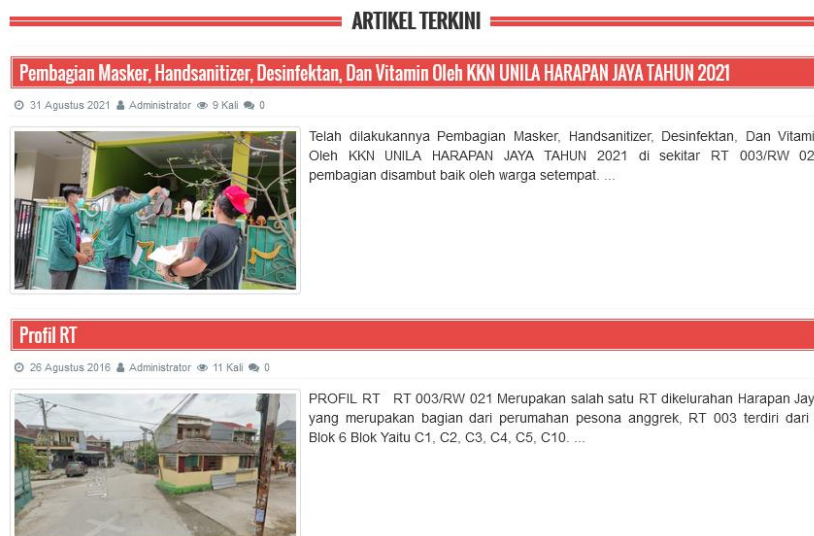 ARTIKEL TERKINI
Pembagian Masker, Handsanitizer, Desinfektan, Dan Vitamin Oleh KKN UNILA HARAPAN JAYA TAHUN 2021
31 Agustus 2021 Administrator 9 Kali 0
Telah dilakukannya Pembagian Masker, Handsanitizer, Desinfektan, Dan Vitami
Oleh KKN UNILA HARAPAN JAYA TAHUN 2021 di sekitar RT 003/RW 02
pembagian disambut baik oleh warga setempat. ...
Profil RT
26 Agustus 2016 Administrator 11 Kali 0
PROFIL RT RT 003/RW 021 Merupakan salah satu RT dikelurahan Harapan Jay
yang merupakan bagian dari perumahan pesona anggrek, RT 003 terdiri dari
Blok 6 Blok Yaitu C1, C2, C3, C4, C5, C10. ...